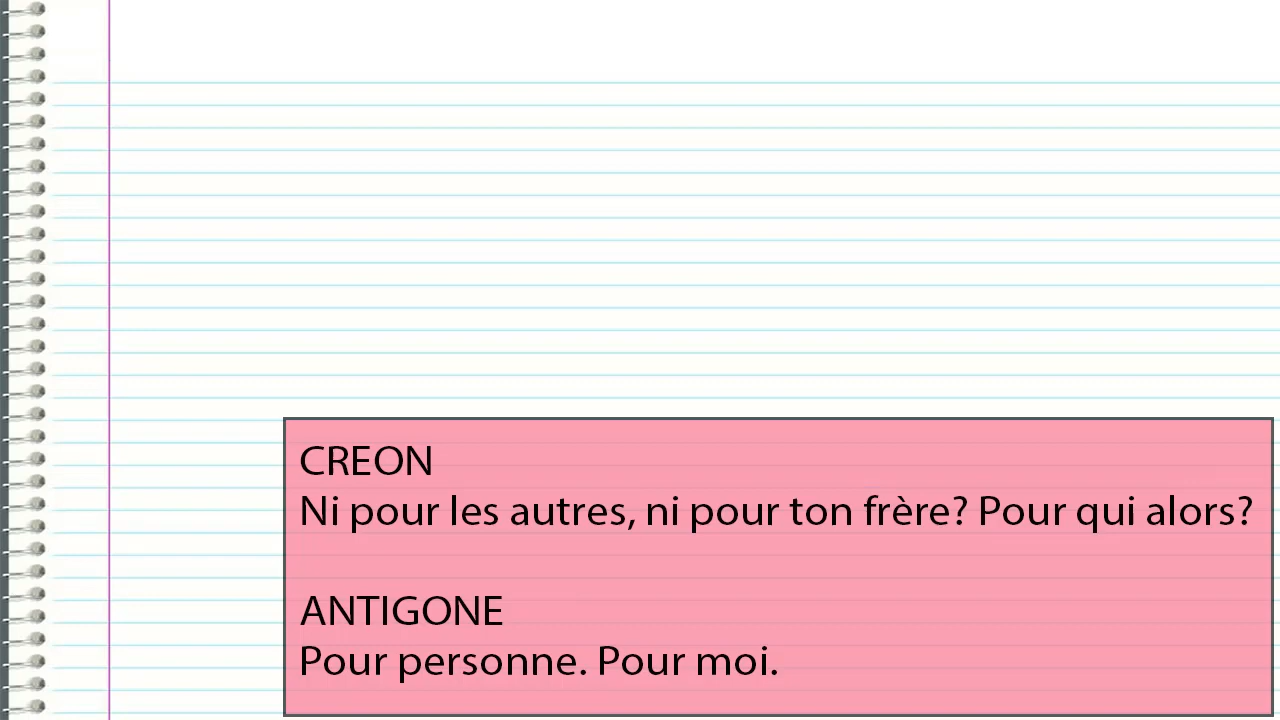 CREON
Ni pour les autres, ni pour ton frère? Pour qui alors?
ANTIGONE
Pour personne. Pour moi.